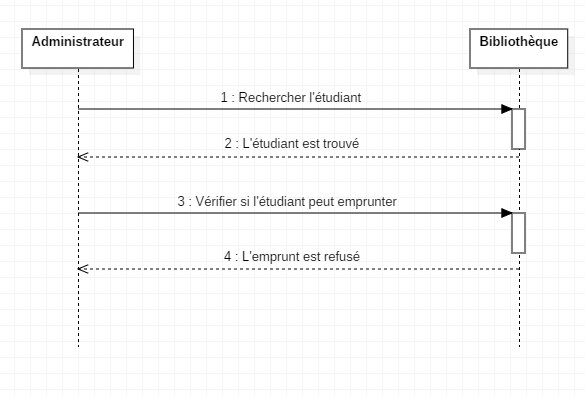 Administrateur
Bibliothèque
1 : Rechercher l'étudiant
2 : L'étudiant est trouvé
3 : Vérifier si l'étudiant peut emprunter
4 : L'emprunt est refusé